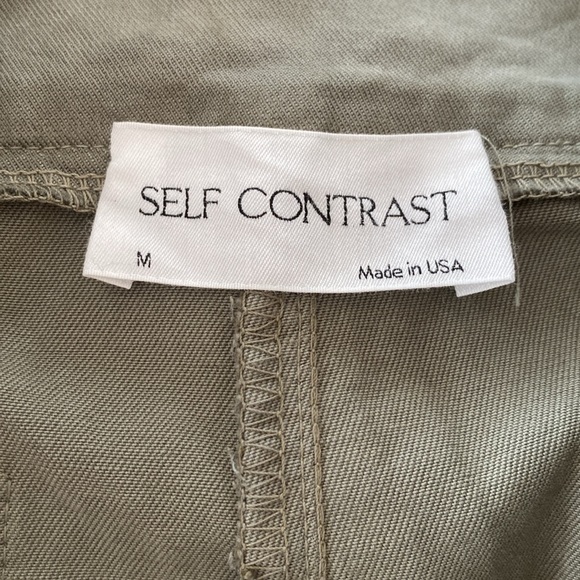 SELF CONTRAST
M Made in USA